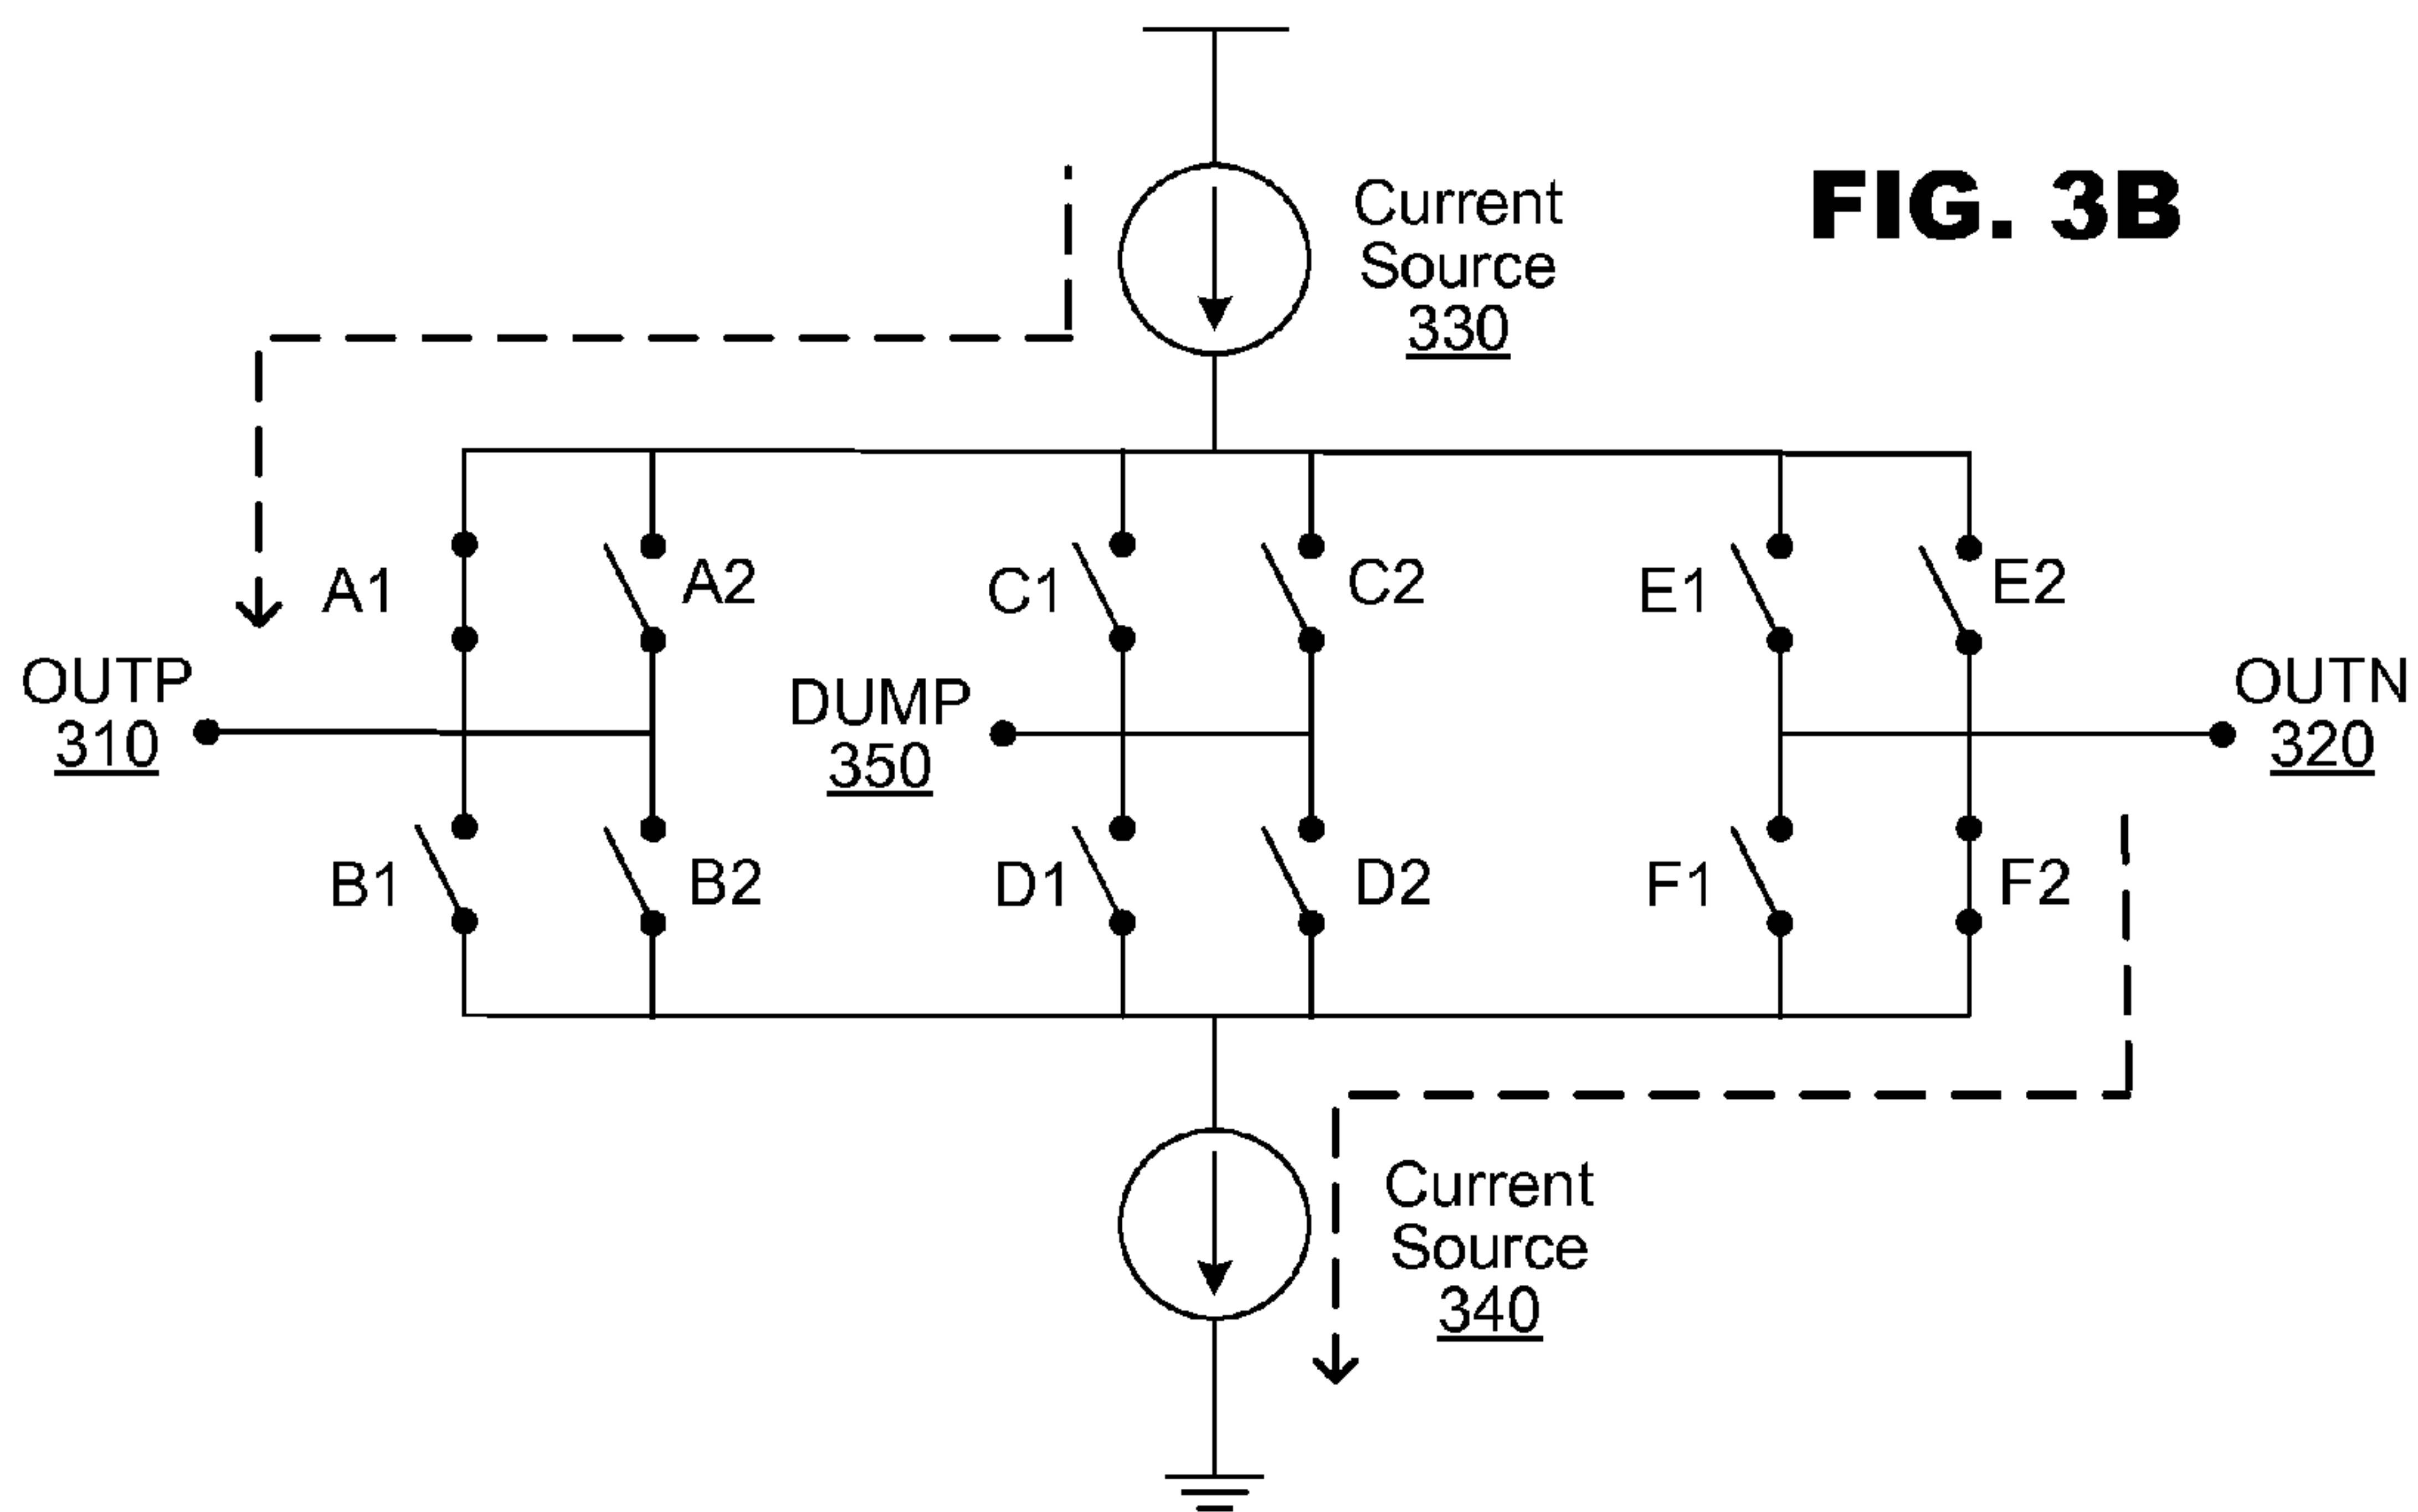 FIG. 3B
Current
Source
330
A1
A2
C1
C2
E1
E2
OUTP
310
DUMP
350
OUTN
320
B1
B2
D1
D2
F1
F2
Current
Source
340